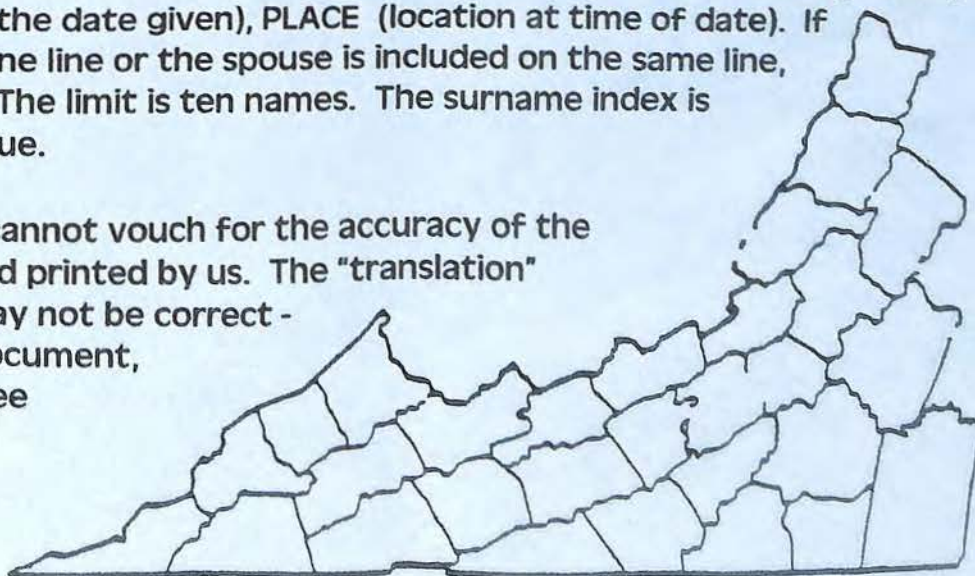 the date given), PLACE (location at time of date). If
ne line or the spouse is included on the same line,
The limit is ten names. The surname index is
ue.
annot vouch for the accuracy of the
d printed by us. The "translation"
ay not be correct -
ocument,
ee